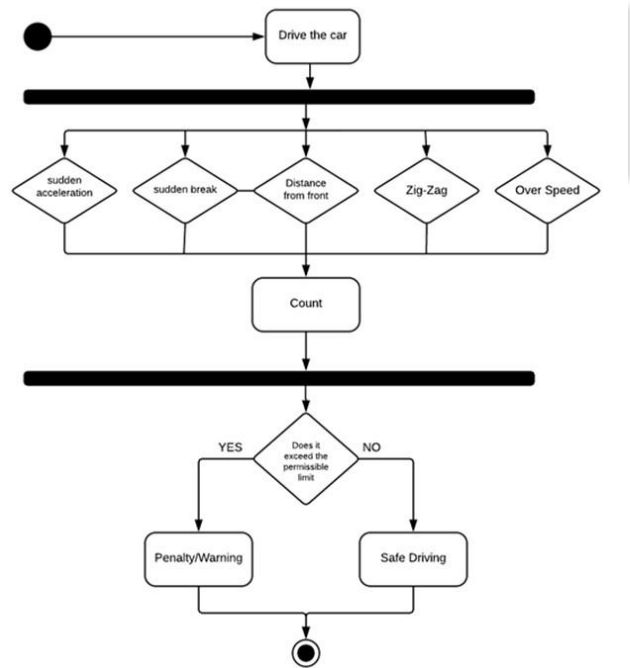 Drive the car
sudden
acceleration
sudden break
Distance
from front
Zig-Zag
Over Speed
Count
YES
Does it
exceed the
permissible
limit
NO
Penalty/Warning
Safe Driving